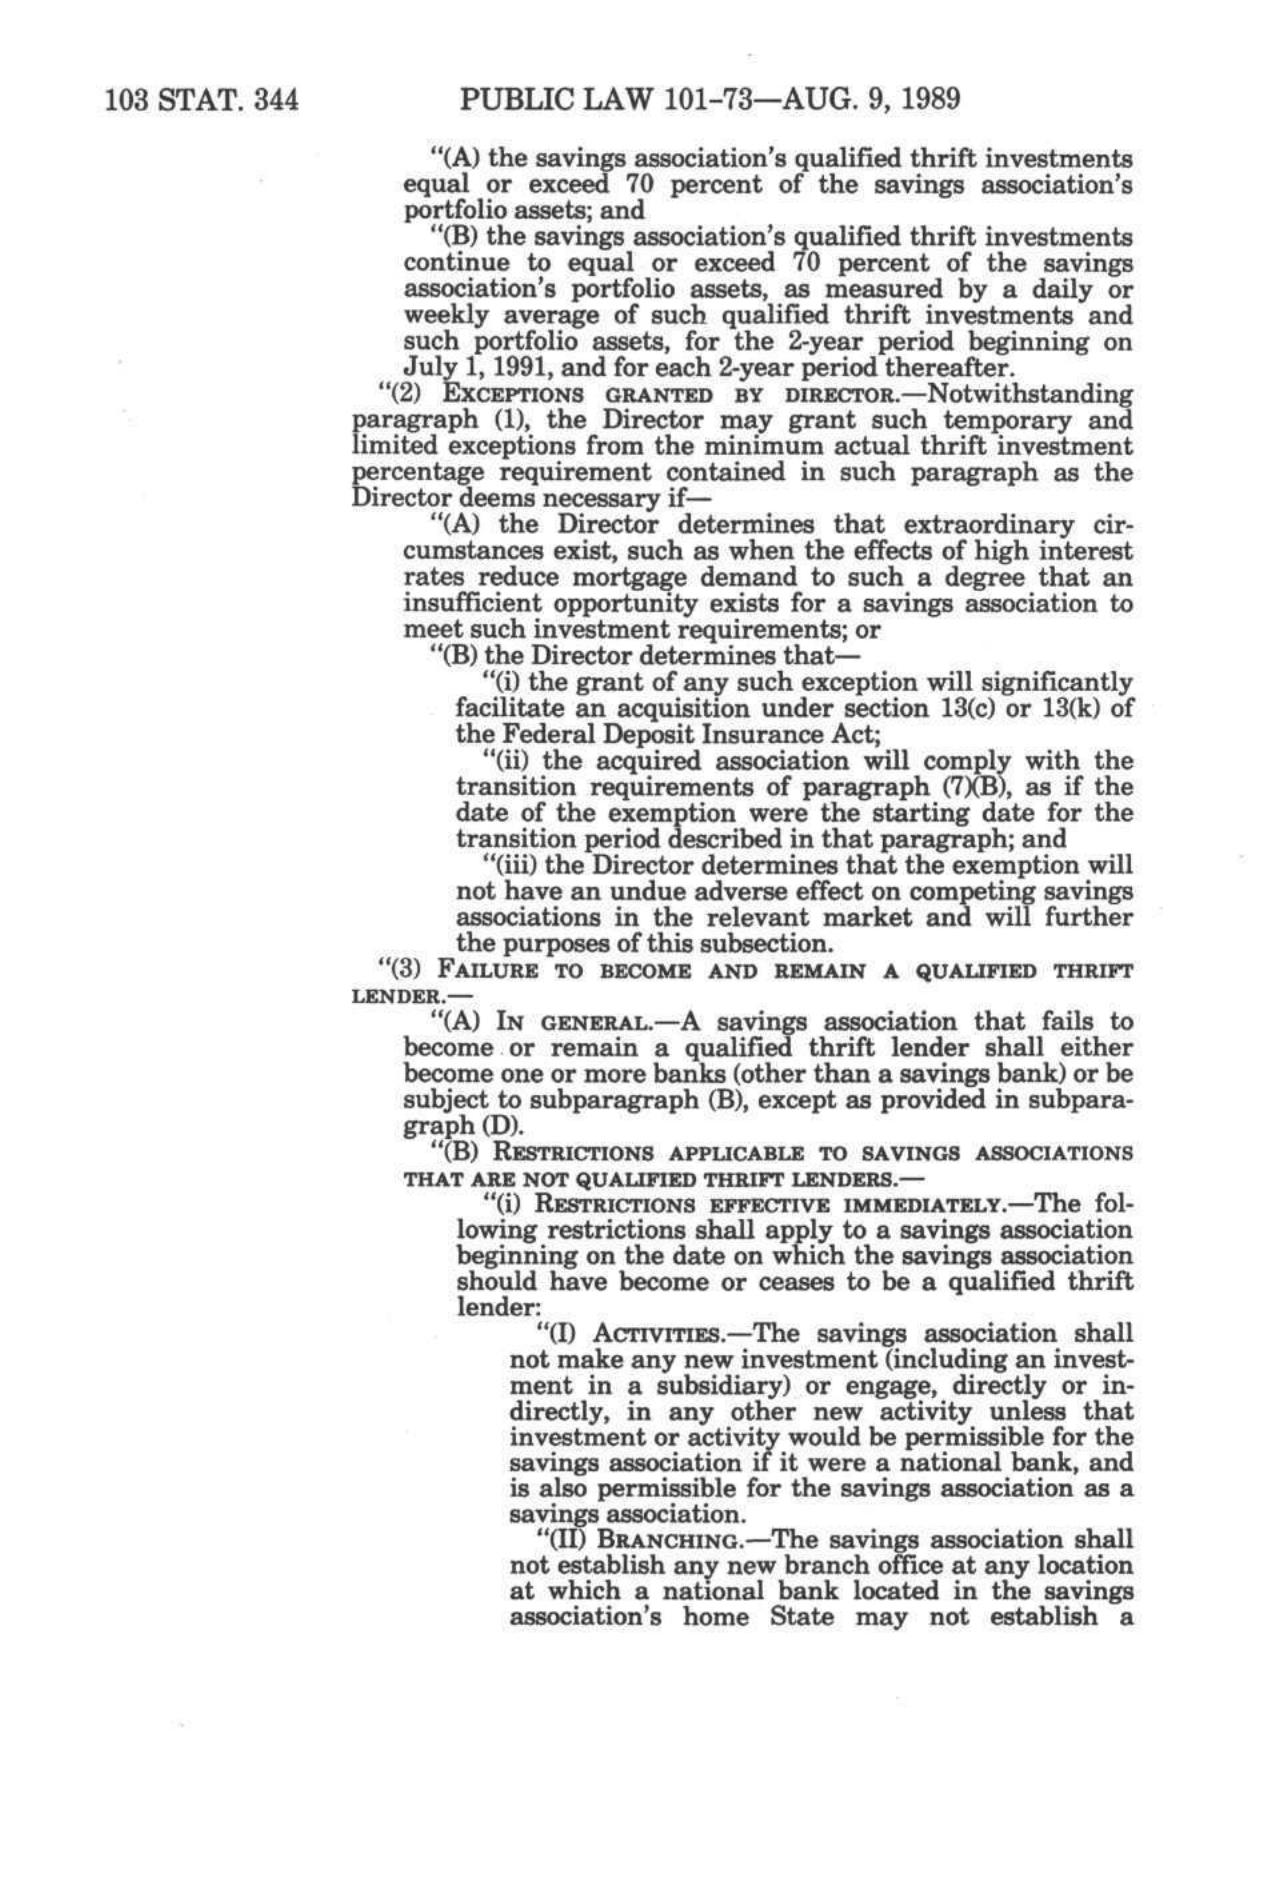 103 STAT. 344 PUBLIC LAW 101-73—AUG. 9, 1989
"(A) the savings association's qualified thrift investments
equal or exceed 70 percent of the savings association's
portfolio assets; and
"(B) the savings association's qualified thrift investments
continue to equal or exceed 70 percent of the savings
association's portfolio assets, as measured by a daily or
weekly average of such qualified thrift investments and
such portfolio assets, for the 2-year period beginning on
July 1, 1991, and for each 2-year period thereafter.
"(2) EXCEPTIONS GRANTED BY DIRECTOR.—Notwithstanding
paragraph (1), the Director may grant such temporary and
limited exceptions from the minimum actual thrift investment
percentage requirement contained in such paragraph as the
Director deems necessary if—
"(A) the Director determines that extraordinary cir-
cumstances exist, such as when the effects of high interest
rates reduce mortgage demand to such a degree that an
insufficient opportunity exists for a savings association to
meet such investment requirements; or
"(B) the Director determines that—
"(i) the grant of any such exception will significantly
facilitate an acquisition under section 13(c) or 13(k) of
the Federal Deposit Insurance Act;
"(ii) the acquired association will comply with the
transition requirements of paragraph (7)(B), as if the
date of the exemption were the starting date for the
transition period described in that paragraph; and
"(iii) the Director determines that the exemption will
not have an undue adverse effect on competing savings
associations in the relevant market and will further
the purposes of this subsection.
"(3) FAILURE TO BECOME AND REMAIN A QUALIFIED THRIFT
LENDER.—
"(A) IN GENERAL.—A savings association that fails to
become or remain a qualified thrift lender shall either
become one or more banks (other than a savings bank) or be
subject to subparagraph (B), except as provided in subpara-
graph (D).
"(B) RESTRICTIONS APPLICABLE TO SAVINGS ASSOCIATIONS
THAT ARE NOT QUALIFIED THRIFT LENDERS.—
"(i) RESTRICTIONS EFFECTIVE IMMEDIATELY.—The fol-
lowing restrictions shall apply to a savings association
beginning on the date on which the savings association
should have become or ceases to be a qualified thrift
lender:
"(I) ACTIVITIES.—The savings association shall
not make any new investment (including an invest-
ment in a subsidiary) or engage, directly or in-
directly, in any other new activity unless that
investment or activity would be permissible for the
savings association if it were a national bank, and
is also permissible for the savings association as a
savings association.
"(II) BRANCHING.—The savings association shall
not establish any new branch office at any location
at which a national bank located in the savings
association's home State may not establish a